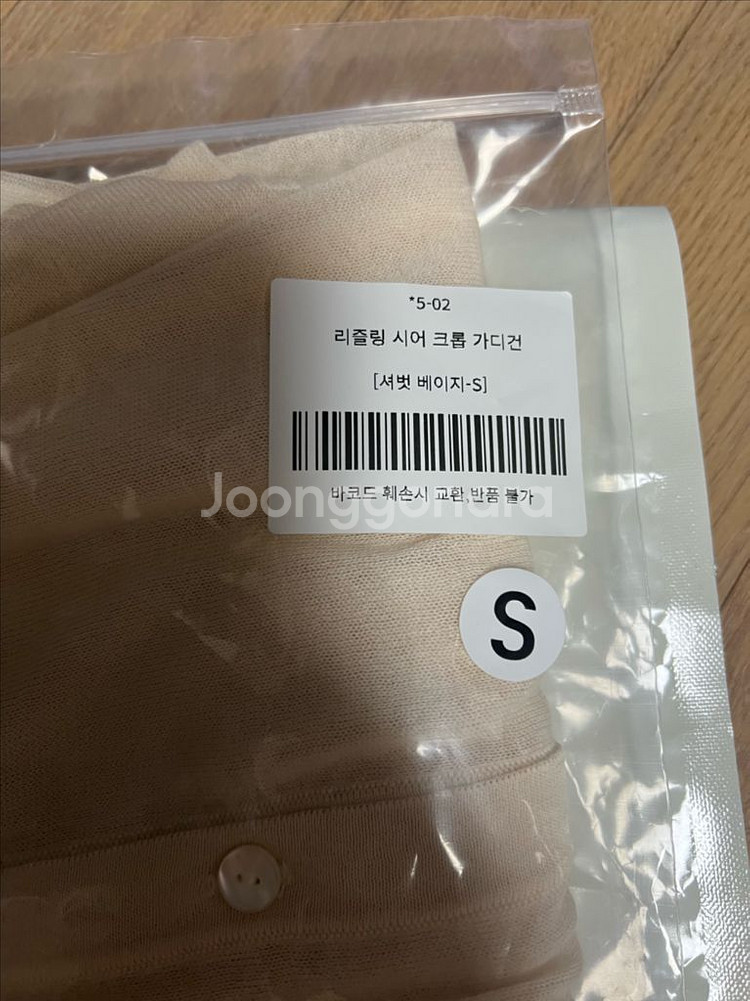 *5-02
리즐링 시어 크롭 가디건
[셔벗 베이지-S]
바코드 훼손시 교환,반품 불가
Joonggonara
S